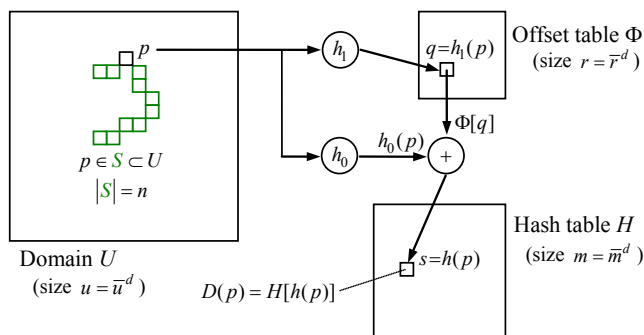 p
h₁
q=h₁(p)
Offset table Φ
(size r = r̅ᵈ)
Φ[q]
p ∈ S ⊂ U
|S| = n
h₀
h₀(p)
+
Domain U
(size u = u̅ᵈ)
s=h(p)
Hash table H
(size m = m̅ᵈ)
D(p) = H[h(p)]